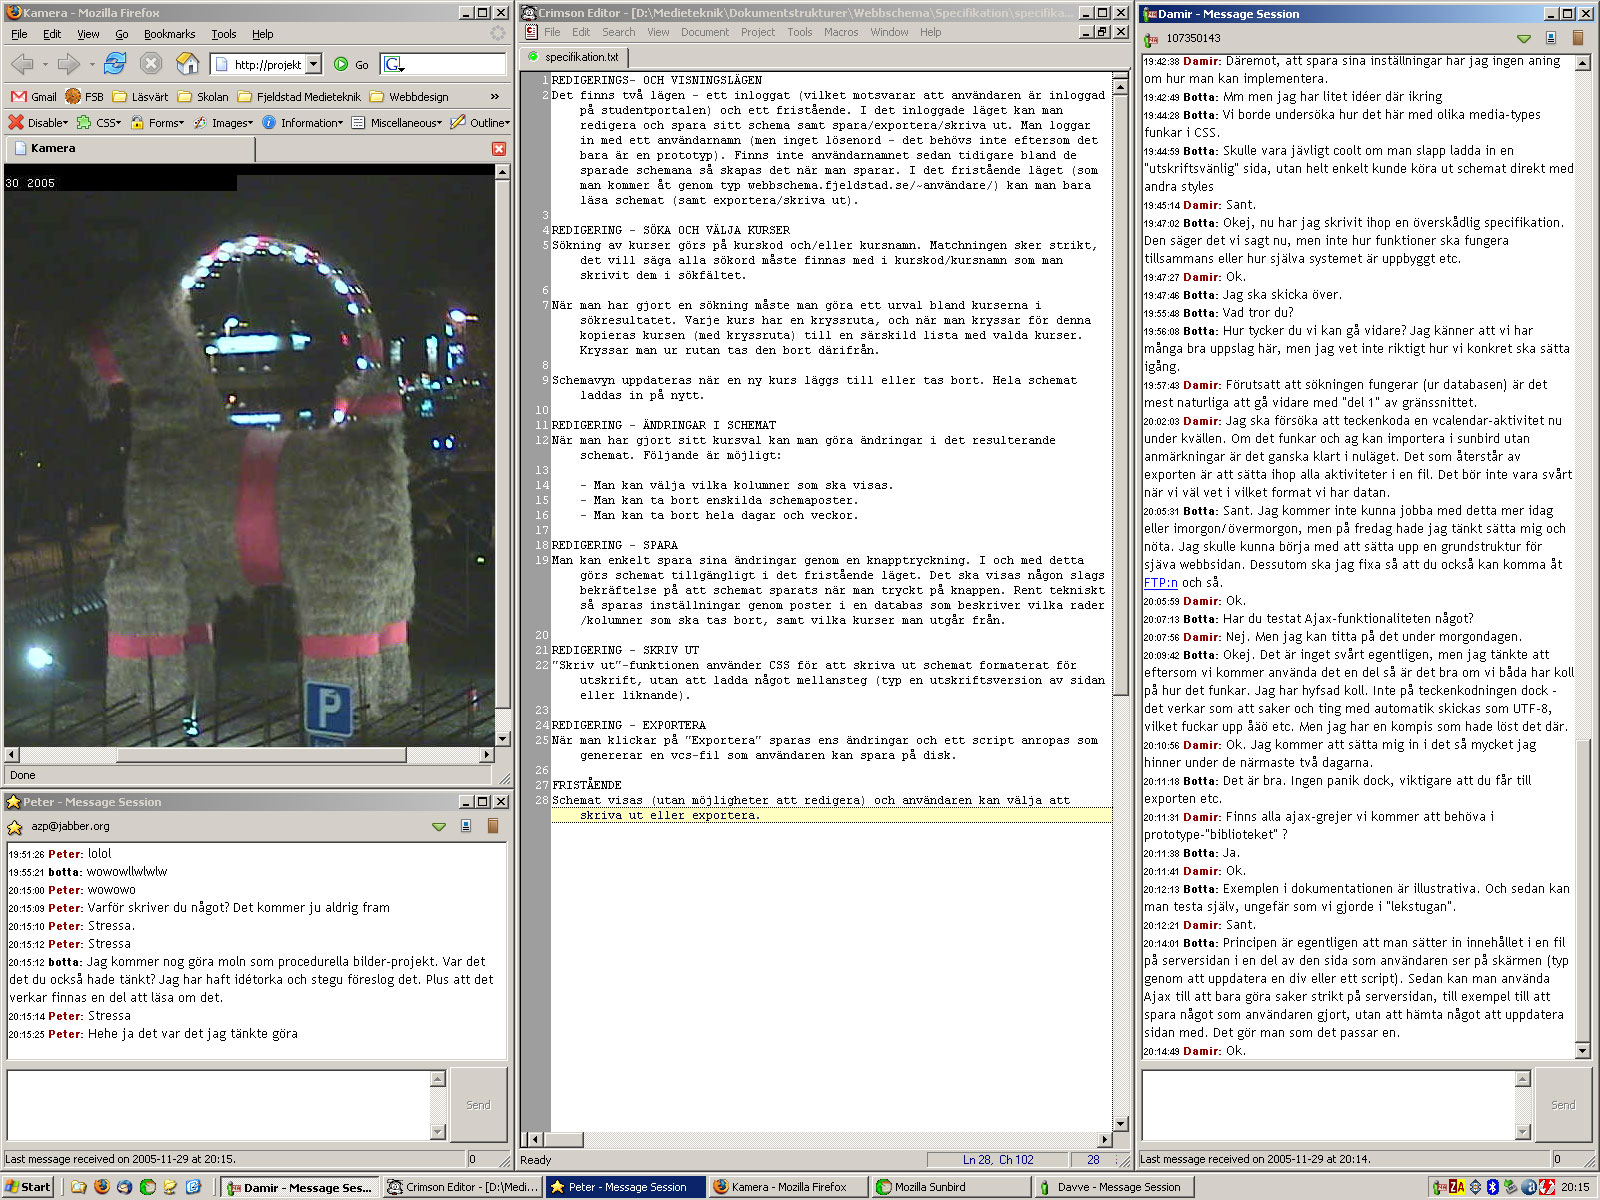 Kamera - Mozilla Firefox
File Edit View Go Bookmarks Tools Help
http://projekt Go G
Gmail FSB Läsvärt Skolan Fjeldstad Medieteknik Webbdesign »
Disable CSS Forms Images Information Miscellaneous Outline
Kamera
30 2005
P
Done
Peter - Message Session
azp@jabber.org
19:51:26 Peter: lolol
19:55:21 botta: wowowllwlwlw
20:15:00 Peter: wowowo
20:15:09 Peter: Varför skriver du något? Det kommer ju aldrig fram
20:15:10 Peter: Stressa.
20:15:12 Peter: Stressa
20:15:12 botta: Jag kommer nog göra moln som procedurella bilder-projekt. Var det
det du också hade tänkt? Jag har haft idétorka och stegu föreslog det. Plus att det
verkar finnas en del att läsa om det.
20:15:14 Peter: Stressa
20:15:25 Peter: Hehe ja det var det jag tänkte göra
Send
Last message received on 2005-11-29 at 20:15. 0
Crimson Editor - [D:\Medieteknik\Dokumentstrukturer\Webbschema\Specifikation\specifika...
File Edit Search View Document Project Tools Macros Window Help
specifikation.txt
1 REDIGERINGS- OCH VISNINGSLÄGEN
2 Det finns två lägen - ett inloggat (vilket motsvarar att användaren är inloggad
på studentportalen) och ett fristående. I det inloggade läget kan man
redigera och spara sitt schema samt spara/exportera/skriva ut. Man loggar
in med ett användarnamn (men inget lösenord - det behövs inte eftersom det
bara är en prototyp). Finns inte användarnamnet sedan tidigare bland de
sparade schemana så skapas det när man sparar. I det fristående läget (som
man kommer åt genom typ webbschema.fjeldstad.se/~användare/) kan man bara
läsa schemat (samt exportera/skriva ut).
3
4 REDIGERING - SÖKA OCH VÄLJA KURSER
5 Sökning av kurser görs på kurskod och/eller kursnamn. Matchningen sker strikt,
det vill säga alla sökord måste finnas med i kurskod/kursnamn som man
skrivit dem i sökfältet.
6
7 När man har gjort en sökning måste man göra ett urval bland kurserna i
sökresultatet. Varje kurs har en kryssruta, och när man kryssar för denna
kopieras kursen (med kryssruta) till en särskild lista med valda kurser.
Kryssar man ur rutan tas den bort därifrån.
8
9 Schemavyn uppdateras när en ny kurs läggs till eller tas bort. Hela schemat
laddas in på nytt.
10
11 REDIGERING - ÄNDRINGAR I SCHEMAT
12 När man har gjort sitt kursval kan man göra ändringar i det resulterande
schemat. Följande är möjligt:
13
14 - Man kan välja vilka kolumner som ska visas.
15 - Man kan ta bort enskilda schemaposter.
16 - Man kan ta bort hela dagar och veckor.
17
18 REDIGERING - SPARA
19 Man kan enkelt spara sina ändringar genom en knapptryckning. I och med detta
görs schemat tillgängligt i det fristående läget. Det ska visas någon slags
bekräftelse på att schemat sparats när man tryckt på knappen. Rent tekniskt
så sparas inställningar genom poster i en databas som beskriver vilka rader
/kolumner som ska tas bort, samt vilka kurser man utgår från.
20
21 REDIGERING - SKRIV UT
22 "Skriv ut"-funktionen använder CSS för att skriva ut schemat formaterat för
utskrift, utan att ladda något mellansteg (typ en utskriftsversion av sidan
eller liknande).
23
24 REDIGERING - EXPORTERA
25 När man klickar på "Exportera" sparas ens ändringar och ett script anropas som
genererar en vcs-fil som användaren kan spara på disk.
26
27 FRISTÅENDE
28 Schemat visas (utan möjligheter att redigera) och användaren kan välja att
skriva ut eller exportera.
Ready Ln 28, Ch 102 28
Damir - Message Session
107350143
19:42:38 Damir: Däremot, att spara sina inställningar har jag ingen aning
om hur man kan implementera.
19:42:49 Botta: Mm men jag har litet idéer där ikring
19:44:28 Botta: Vi borde undersöka hur det här med olika media-types
funkar i CSS.
19:44:59 Botta: Skulle vara jävligt coolt om man slapp ladda in en
"utskriftsvänlig" sida, utan helt enkelt kunde köra ut schemat direkt med
andra styles
19:45:14 Damir: Sant.
19:47:02 Botta: Okej, nu har jag skrivit ihop en överskådlig specifikation.
Den säger det vi sagt nu, men inte hur funktioner ska fungera
tillsammans eller hur själva systemet är uppbyggt etc.
19:47:27 Damir: Ok.
19:47:46 Botta: Jag ska skicka över.
19:55:48 Botta: Vad tror du?
19:56:08 Botta: Hur tycker du vi kan gå vidare? Jag känner att vi har
många bra uppslag här, men jag vet inte riktigt hur vi konkret ska sätta
igång.
19:57:43 Damir: Förutsatt att sökningen fungerar (ur databasen) är det
mest naturliga att gå vidare med "del 1" av gränssnittet.
20:02:03 Damir: Jag ska försöka att teckenkoda en vcalendar-aktivitet nu
under kvällen. Om det funkar och ag kan importera i sunbird utan
anmärkningar är det ganska klart i nuläget. Det som återstår av
exporten är att sätta ihop alla aktiviteter i en fil. Det bör inte vara svårt
när vi väl vet i vilket format vi har datan.
20:05:31 Botta: Sant. Jag kommer inte kunna jobba med detta mer idag
eller imorgon/övermorgon, men på fredag hade jag tänkt sätta mig och
nöta. Jag skulle kunna börja med att sätta upp en grundstruktur för
sjäva webbsidan. Dessutom ska jag fixa så att du också kan komma åt
FTP:n och så.
20:05:59 Damir: Ok.
20:07:13 Botta: Har du testat Ajax-funktionaliteten något?
20:07:56 Damir: Nej. Men jag kan titta på det under morgondagen.
20:09:42 Botta: Okej. Det är inget svårt egentligen, men jag tänkte att
eftersom vi kommer använda det en del så är det bra om vi båda har koll
på hur det funkar. Jag har hyfsad koll. Inte på teckenkodningen dock -
det verkar som att saker och ting med automatik skickas som UTF-8,
vilket fuckar upp åäö etc. Men jag har en kompis som hade löst det där.
20:10:56 Damir: Ok. Jag kommer att sätta mig in i det så mycket jag
hinner under de närmaste två dagarna.
20:11:18 Botta: Det är bra. Ingen panik dock, viktigare att du får till
exporten etc.
20:11:31 Damir: Finns alla ajax-grejer vi kommer att behöva i
prototype-"biblioteket" ?
20:11:38 Botta: Ja.
20:11:41 Damir: Ok.
20:12:13 Botta: Exemplen i dokumentationen är illustrativa. Och sedan kan
man testa själv, ungefär som vi gjorde i "lekstugan".
20:12:21 Damir: Sant.
20:14:01 Botta: Principen är egentligen att man sätter in innehållet i en fil
på serversidan i en del av den sida som användaren ser på skärmen (typ
genom att uppdatera en div eller ett script). Sedan kan man använda
Ajax till att bara göra saker strikt på serversidan, till exempel till att
spara något som användaren gjort, utan att hämta något att uppdatera
sidan med. Det gör man som det passar en.
20:14:49 Damir: Ok.
Send
Last message received on 2005-11-29 at 20:14. 0
Start Damir - Message Ses... Crimson Editor - [D:\Medi... Peter - Message Session Kamera - Mozilla Firefox Mozilla Sunbird Davve - Message Session ZA 20:15